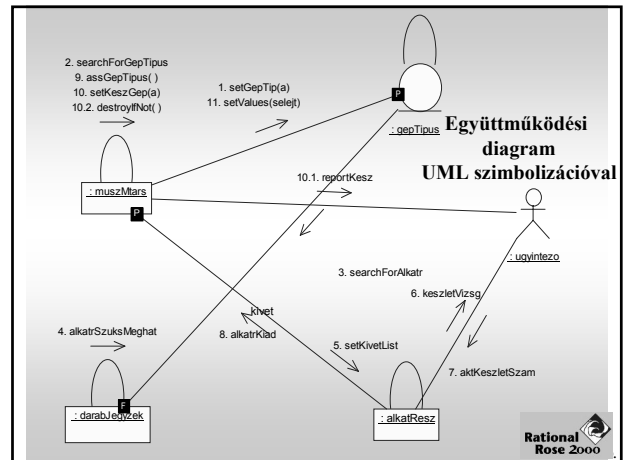 2. searchForGepTipus
9. assGepTipus( )
10. setKeszGep(a)
10.2. destroyIfNot( )
1. setGepTip(a)
11. setValues(selejt)
P
: gepTipus
Együttműködési
diagram
UML szimbolizációval
10.1. reportKesz
: muszMtars
P
: ugyintezo
3. searchForAlkatr
6. keszletVizsg
kivet
4. alkatrSzuksMeghat
8. alkatrKiad
5. setKivetList
7. aktKeszletSzam
F
: darabJegyzek
: alkatResz
Rational
Rose 2000